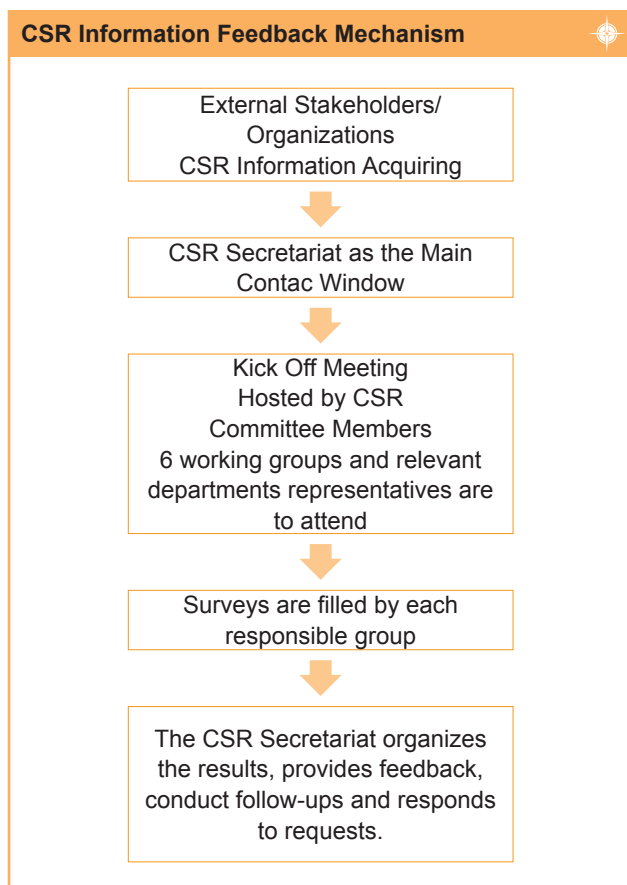 CSR Information Feedback Mechanism
External Stakeholders/
Organizations
CSR Information Acquiring
CSR Secretariat as the Main
Contac Window
Kick Off Meeting
Hosted by CSR
Committee Members
6 working groups and relevant
departments representatives are
to attend
Surveys are filled by each
responsible group
The CSR Secretariat organizes
the results, provides feedback,
conduct follow-ups and responds
to requests.